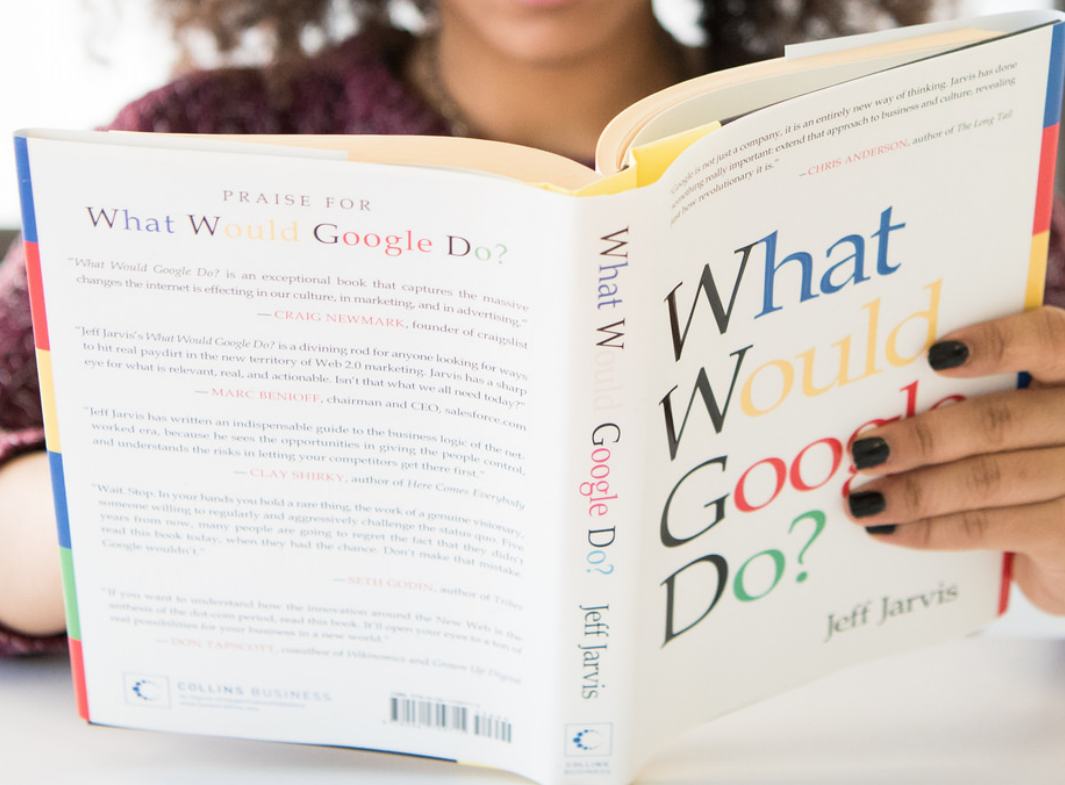 PRAISE FOR
What Would Google Do?
"What Would Google Do? is an exceptional book that captures the massive
changes the internet is effecting in our culture, in marketing, and in advertising."
— CRAIG NEWMARK, founder of craigslist
"Jeff Jarvis's What Would Google Do? is a divining rod for anyone looking for ways
to hit real paydirt in the new territory of Web 2.0 marketing. Jarvis has a sharp
eye for what is relevant, real, and actionable. Isn't that what we all need today?"
— MARC BENIOFF, chairman and CEO, salesforce.com
"Jeff Jarvis has written an indispensable guide to the business logic of the net-
worked era, because he sees the opportunities in giving the people control,
and understands the risks in letting your competitors get there first."
— CLAY SHIRKY, author of Here Comes Everybody
"Wait. Stop. In your hands you hold a rare thing, the work of a genuine visionary,
someone willing to regularly and aggressively challenge the status quo. Five
years from now, many people are going to regret the fact that they didn't
read this book today, when they had the chance. Don't make that mistake.
Google wouldn't."
— SETH GODIN, author of Tribes
"If you want to understand how the innovation around the New Web is the
antithesis of the dot-com period, read this book. It'll open your eyes to a ton of
real possibilities for your business in a new world."
— DON TAPSCOTT, coauthor of Wikinomics and Grown Up Digital
COLLINS BUSINESS
What Would Google Do? Jeff Jarvis
COLLINS
BUSINESS
"Google is not just a company, it is an entirely new way of thinking. Jarvis has done
something really important: extend that approach to business and culture, revealing
just how revolutionary it is."
—CHRIS ANDERSON, author of The Long Tail
What
Would
Google
Do?
Jeff Jarvis